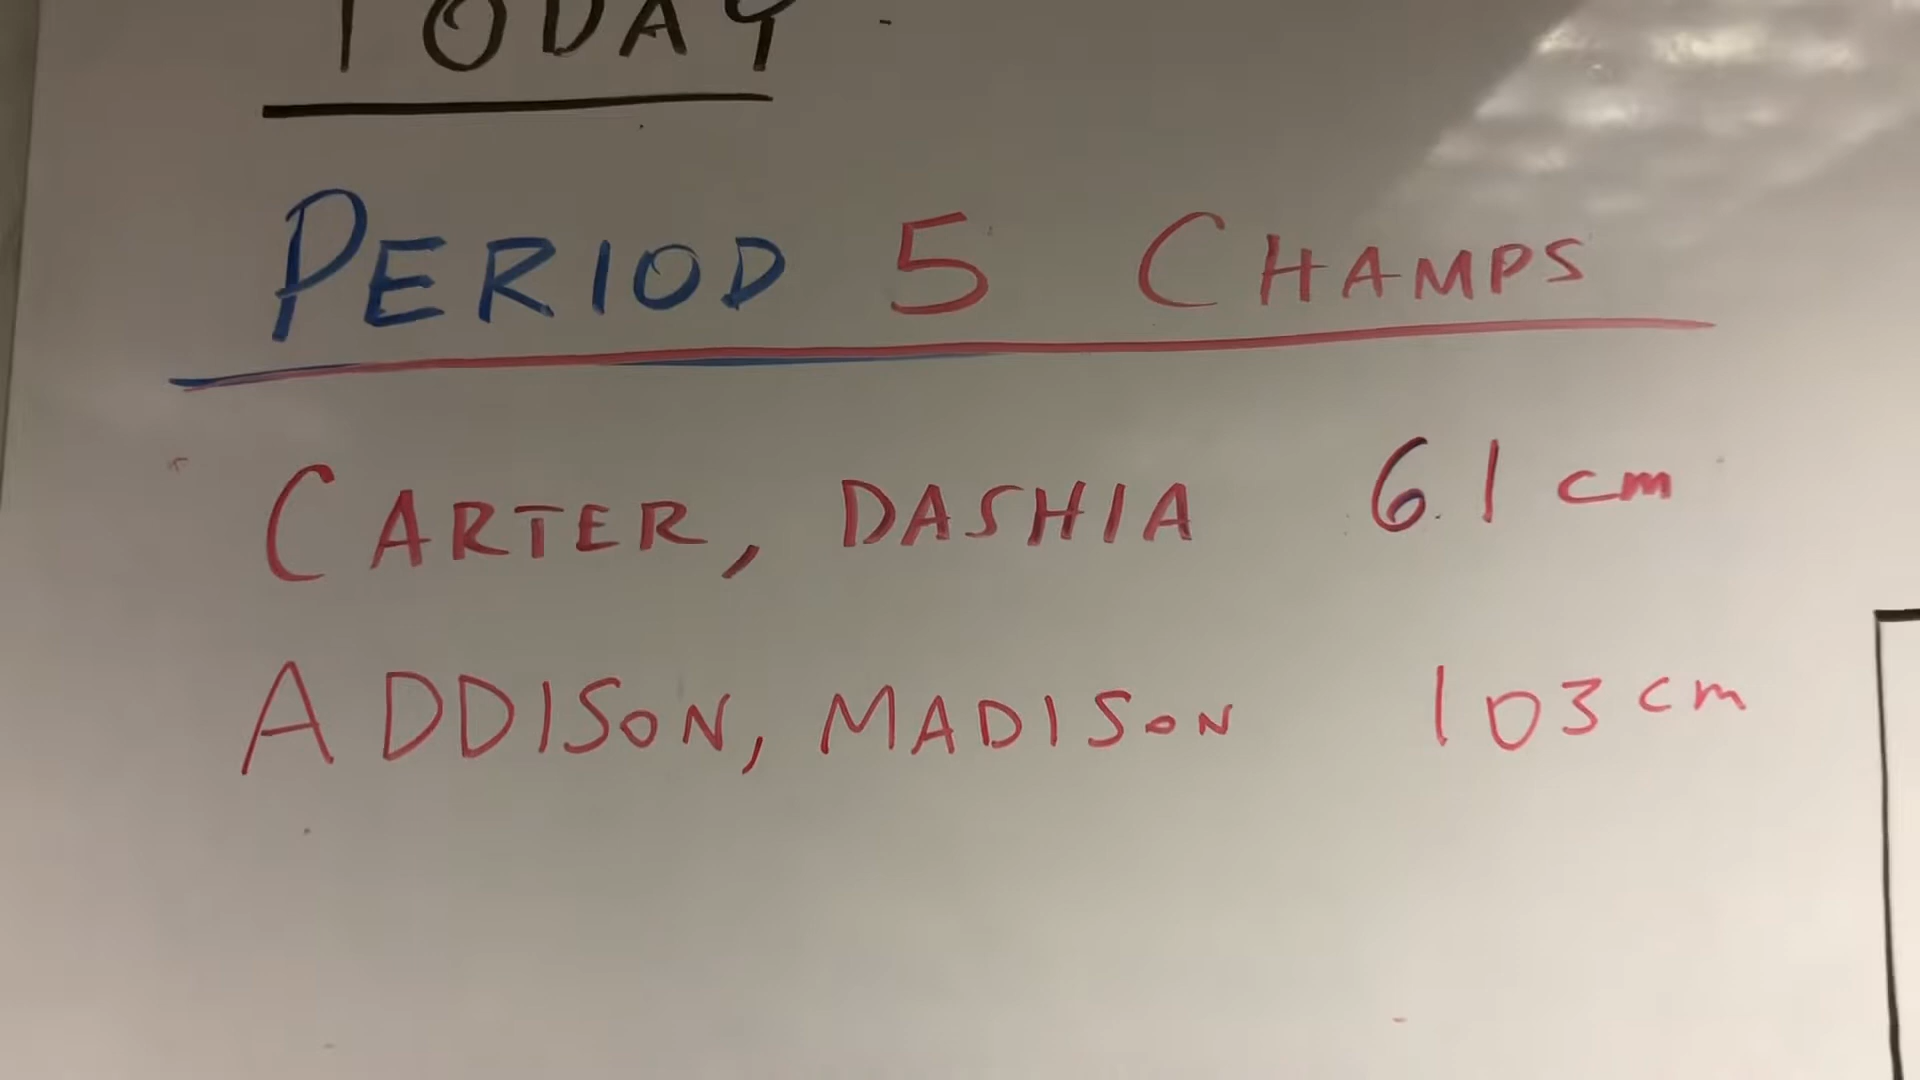 TODAY
PERIOD 5 CHAMPS
CARTER, DASHIA 61 cm
ADDISON, MADISON 103 cm